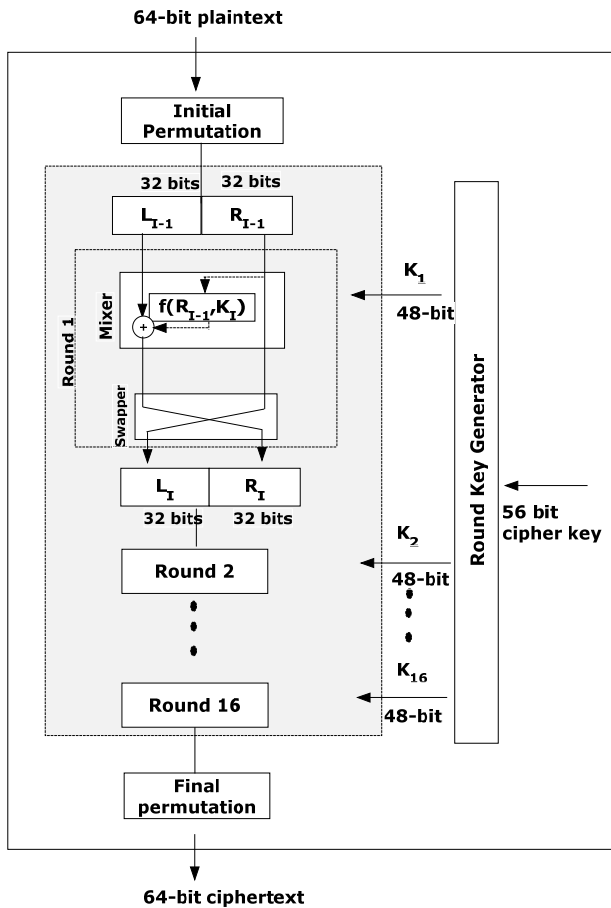 64-bit plaintext
Initial
Permutation
32 bits 32 bits
L_{I-1} R_{I-1}
K_1
48-bit
Round 1
Mixer
f(R_{I-1},K_I)
+
Swapper
L_I R_I
32 bits 32 bits
Round Key Generator
56 bit
cipher key
K_2
48-bit
Round 2
K_{16}
48-bit
Round 16
Final
permutation
64-bit ciphertext